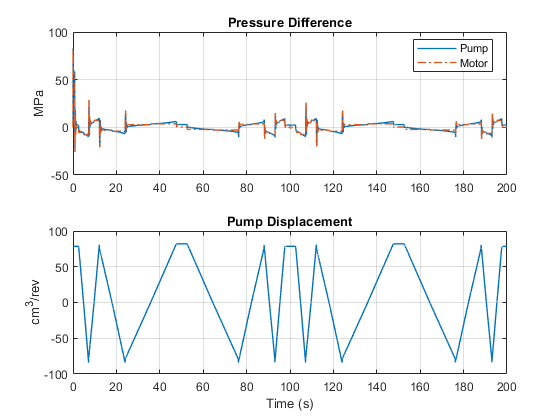 Pressure Difference
100
50
0
-50
MPa
Pump
Motor
0 20 40 60 80 100 120 140 160 180 200
Pump Displacement
100
50
0
-50
-100
cm³/rev
0 20 40 60 80 100 120 140 160 180 200
Time (s)